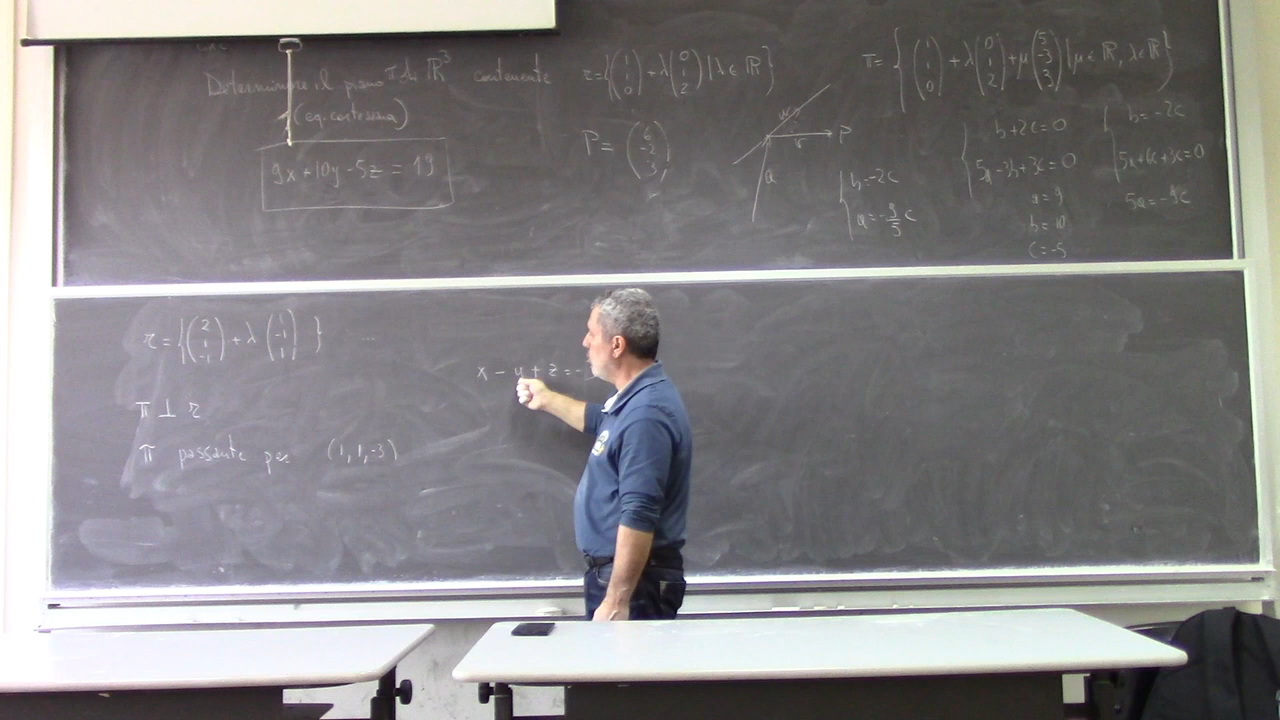 Determinare il piano π di ℝ³ contenente
(eq. cartesiana)
9x+10y-5z = 19
r = {(1 1 0) + λ (0 1 2) | λ ∈ ℝ}
P = (6 -2 3)
w
v
P
a
π = {(1 1 0) + λ (0 1 2) + μ (5 -3 3) | μ ∈ ℝ, λ ∈ ℝ}
b = -2c
a = -9/5 c
b + 2c = 0
5a - 3b + 3c = 0
a = 9
b = 10
c = -5
b = -2c
5a + 6c + 3c = 0
5a = -9c
r = {(2 1 -1) + λ (1 -1 1) } ...
π ⊥ r
π passante per (1, 1, -3)
x - y + z = -